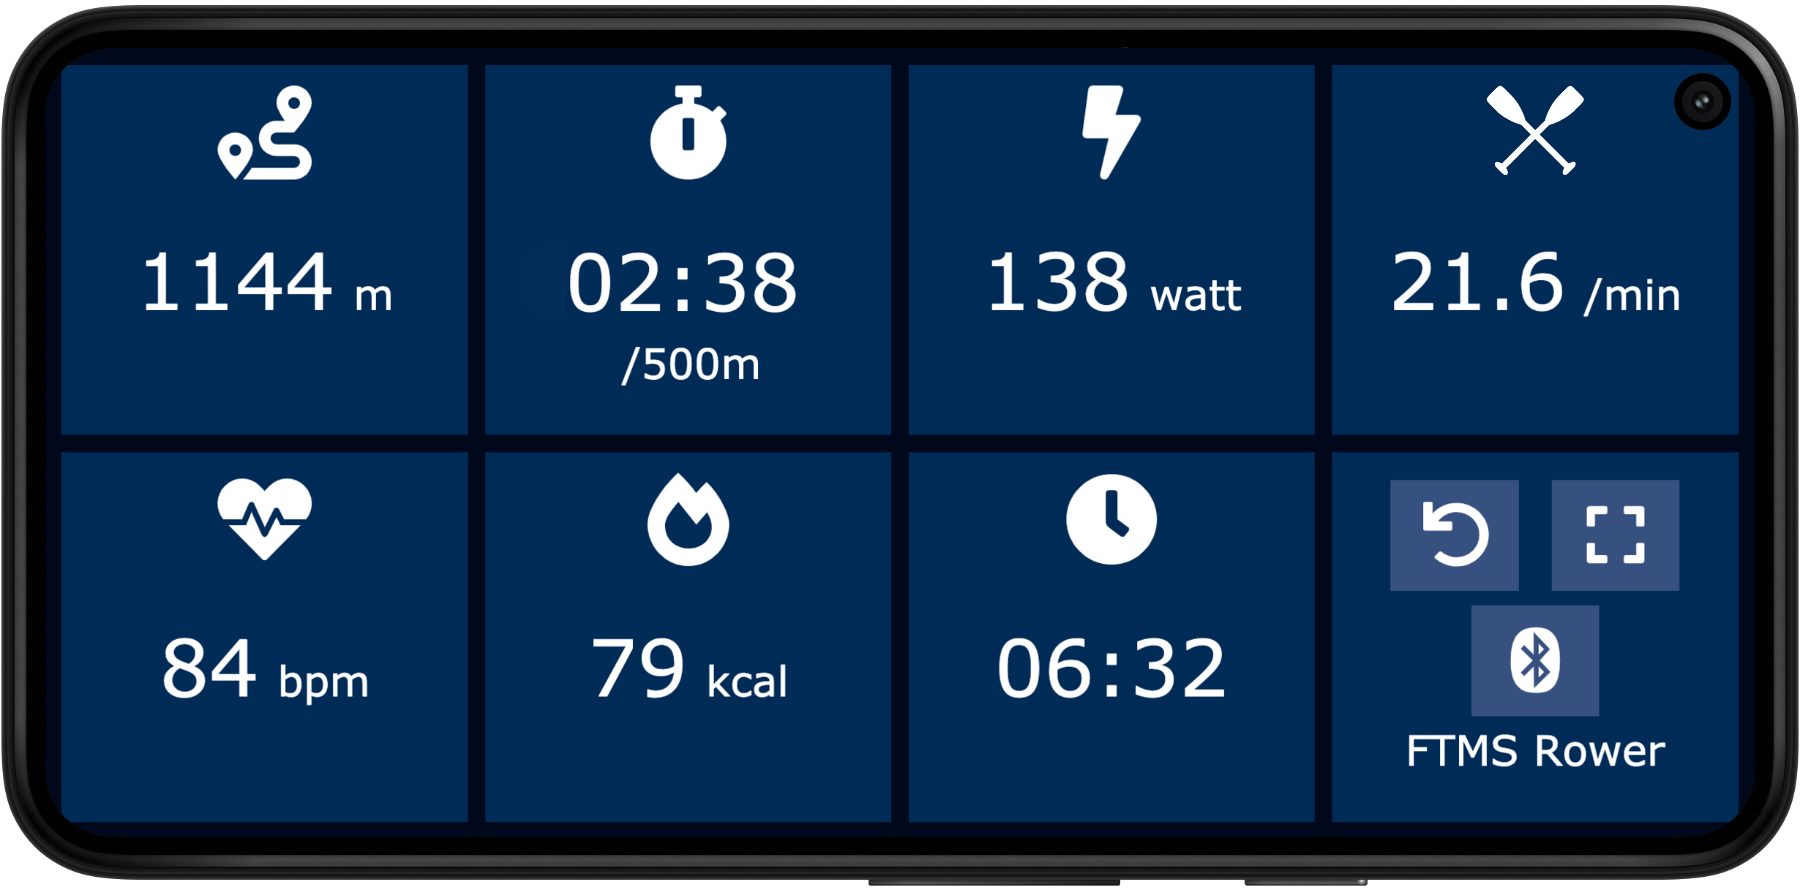 1144 m
02:38
/500m
138 watt
21.6 /min
84 bpm
79 kcal
06:32
FTMS Rower